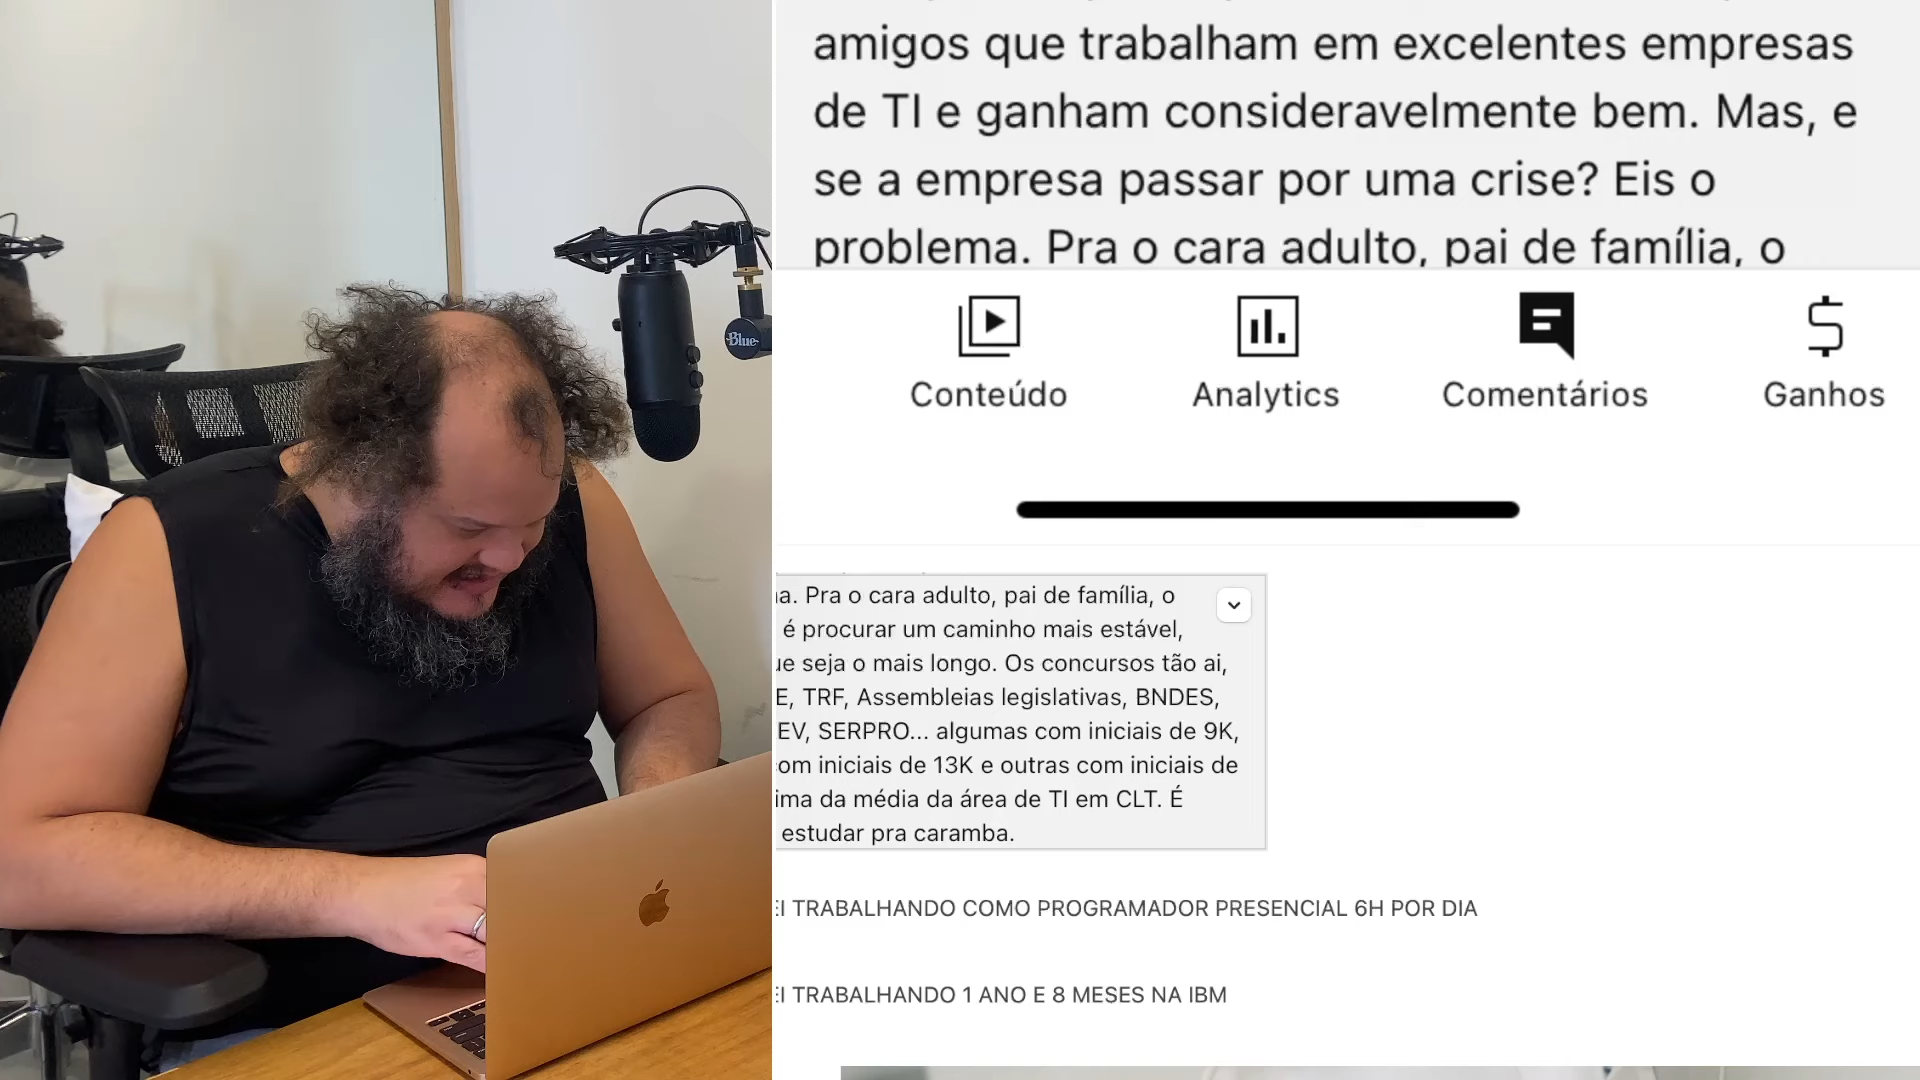 amigos que trabalham em excelentes empresas
de TI e ganham consideravelmente bem. Mas, e
se a empresa passar por uma crise? Eis o
problema. Pra o cara adulto, pai de família, o
Conteúdo
Analytics
Comentários
Ganhos
a. Pra o cara adulto, pai de família, o
é procurar um caminho mais estável,
ue seja o mais longo. Os concursos tão ai,
E, TRF, Assembleias legislativas, BNDES,
EV, SERPRO... algumas com iniciais de 9K,
om iniciais de 13K e outras com iniciais de
ima da média da área de TI em CLT. É
estudar pra caramba.
EI TRABALHANDO COMO PROGRAMADOR PRESENCIAL 6H POR DIA
EI TRABALHANDO 1 ANO E 8 MESES NA IBM
Blue